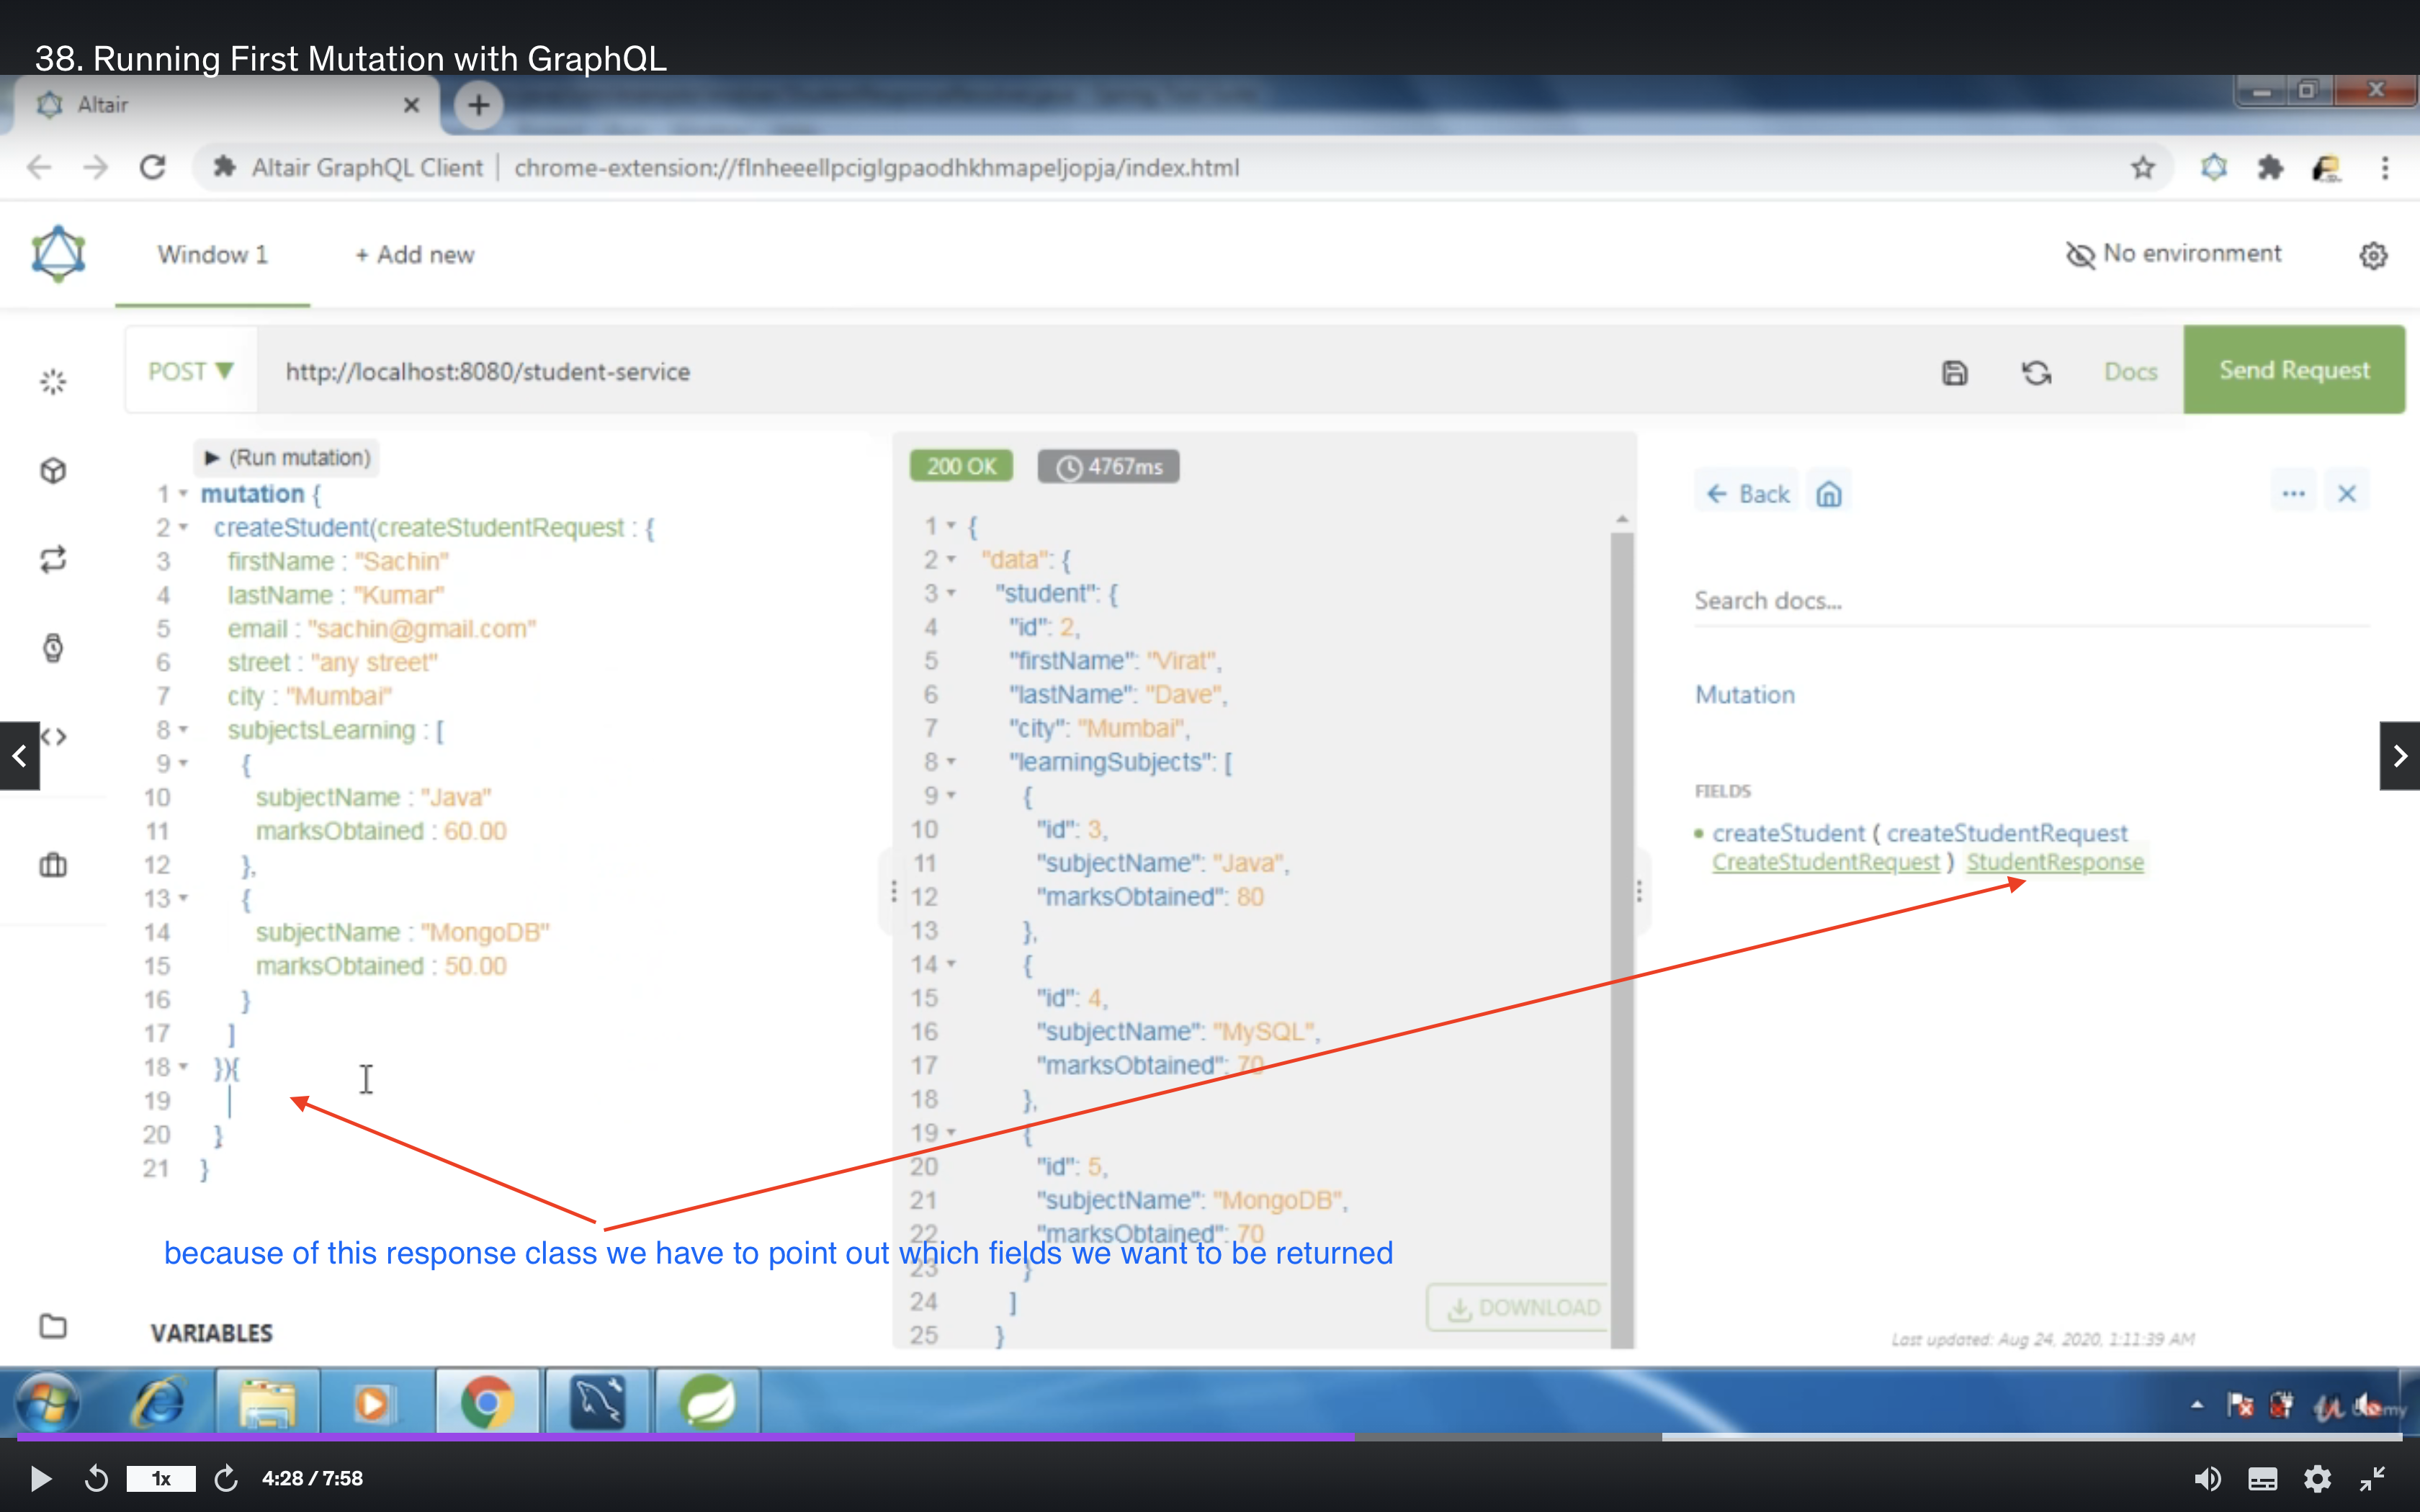 38. Running First Mutation with GraphQL
Altair
Altair GraphQL Client | chrome-extension://flnheeellpciglgpaodhkhmapeljopja/index.html
Window 1
+ Add new
No environment
POST
http://localhost:8080/student-service
Docs
Send Request
(Run mutation)
1 mutation {
2 createStudent(createStudentRequest : {
3 firstName : "Sachin"
4 lastName : "Kumar"
5 email : "sachin@gmail.com"
6 street : "any street"
7 city : "Mumbai"
8 subjectsLearning : [
9 {
10 subjectName : "Java"
11 marksObtained : 60.00
12 },
13 {
14 subjectName : "MongoDB"
15 marksObtained : 50.00
16 }
17 ]
18 }){
19
20 }
21 }
VARIABLES
200 OK
4767ms
1 {
2 "data": {
3 "student": {
4 "id": 2,
5 "firstName": "Virat",
6 "lastName": "Dave",
7 "city": "Mumbai",
8 "learningSubjects": [
9 {
10 "id": 3,
11 "subjectName": "Java",
12 "marksObtained": 80
13 },
14 {
15 "id": 4,
16 "subjectName": "MySQL",
17 "marksObtained": 70
18 },
19 {
20 "id": 5,
21 "subjectName": "MongoDB",
22 "marksObtained": 70
23 }
24 ]
25 }
DOWNLOAD
Back
Search docs...
Mutation
FIELDS
createStudent ( createStudentRequest
CreateStudentRequest ) StudentResponse
Last updated: Aug 24, 2020, 1:11:39 AM
because of this response class we have to point out which fields we want to be returned
1x
4:28 / 7:58